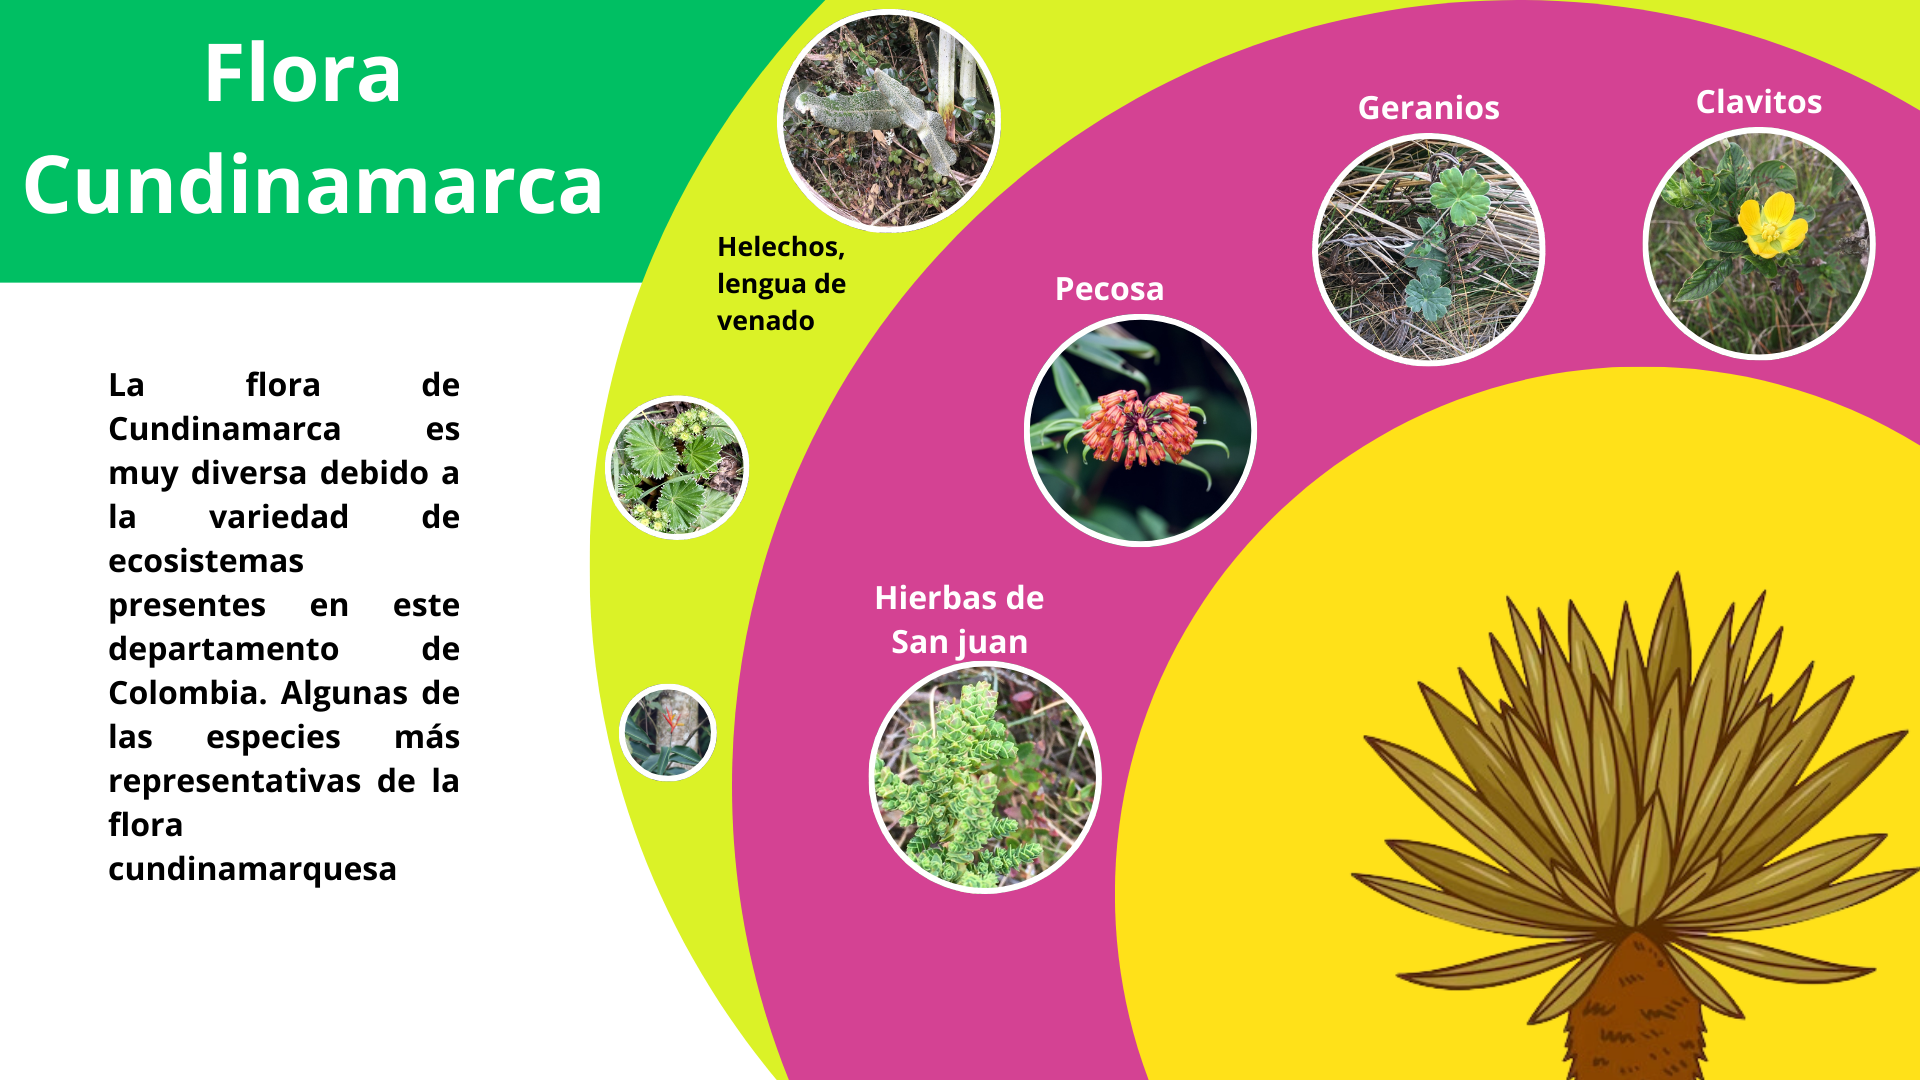 Flora
Cundinamarca
La flora de
Cundinamarca es
muy diversa debido a
la variedad de
ecosistemas
presentes en este
departamento de
Colombia. Algunas de
las especies más
representativas de la
flora
cundinamarquesa
Helechos,
lengua de
venado
Hierbas de
San juan
Pecosa
Geranios
Clavitos